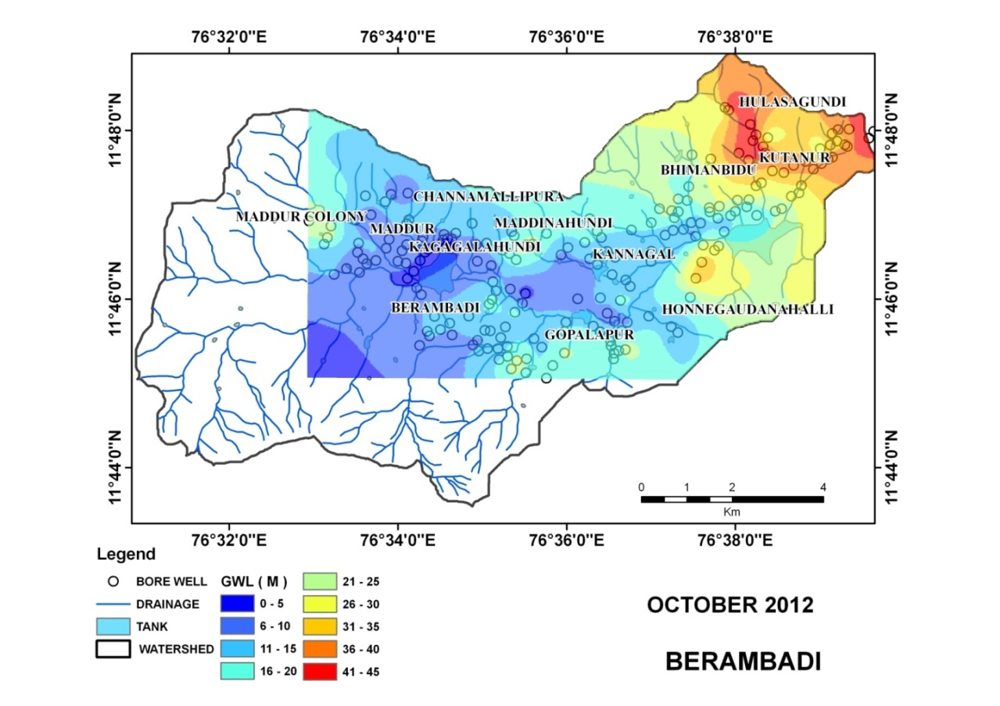 76°32'0"E 76°34'0"E 76°36'0"E 76°38'0"E
11°48'0"N 11°48'0"N
HULASAGUNDI
KUTANUR
BHIMANBIDU
CHANNAMALLIPURA
MADDUR COLONY
MADDINAHUNDI
MADDUR
KAGAGALAHUNDI
KANNAGAL
11°46'0"N 11°46'0"N
BERAMBADI
HONNEGAUDANAHALLI
GOPALAPUR
11°44'0"N 11°44'0"N
0 1 2 4
Km
76°32'0"E 76°34'0"E 76°36'0"E 76°38'0"E
Legend
BORE WELL
DRAINAGE
TANK
WATERSHED
GWL ( M )
0 - 5
6 - 10
11 - 15
16 - 20
21 - 25
26 - 30
31 - 35
36 - 40
41 - 45
OCTOBER 2012
BERAMBADI